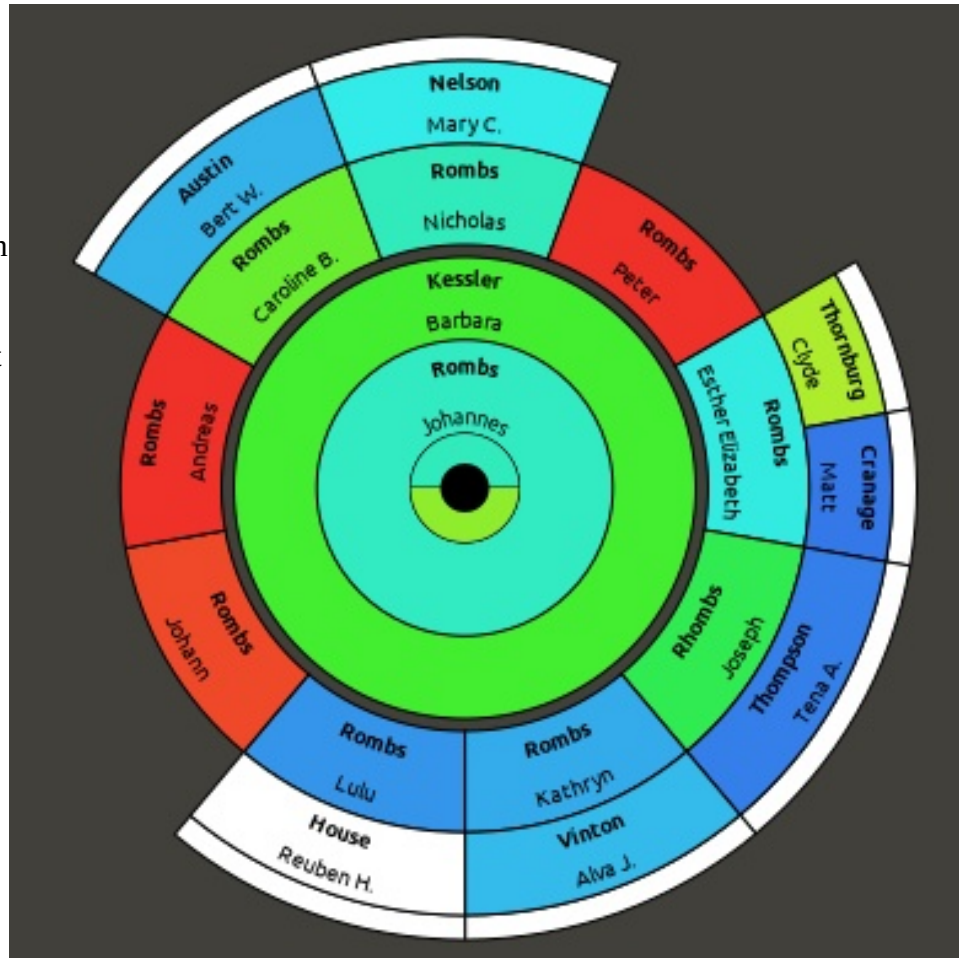 Nelson
Mary C.
Rombs
Nicholas
Rombs
Peter
Thornburg
Clyde
Rombs
Esther Elizabeth
Cranage
Matt
Rhombs
Joseph
Thompson
Tena A.
Rombs
Kathryn
Vinton
Alva J.
Rombs
Lulu
House
Reuben H.
Rombs
Johann
Rombs
Andreas
Rombs
Caroline B.
Austin
Bert W.
Kessler
Barbara
Rombs
Johannes